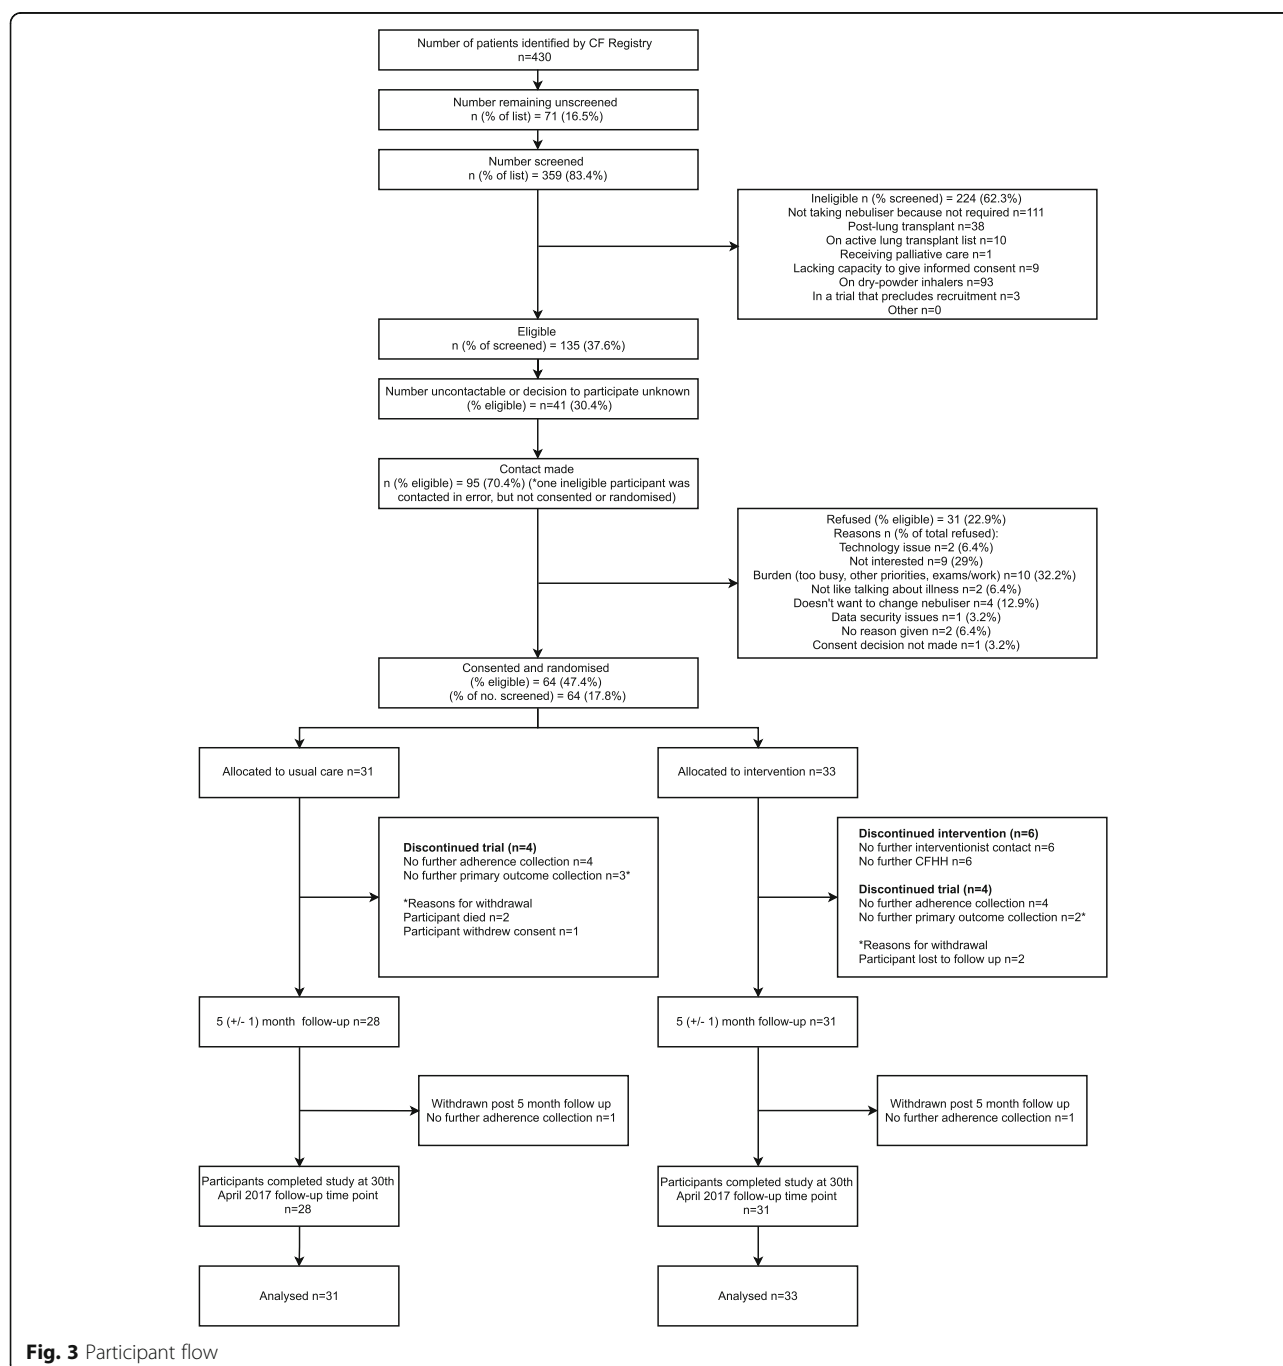 Number of patients identified by CF Registry
n=430
Number remaining unscreened
n (% of list) = 71 (16.5%)
Number screened
n (% of list) = 359 (83.4%)
Ineligible n (% screened) = 224 (62.3%)
Not taking nebuliser because not required n=111
Post-lung transplant n=38
On active lung transplant list n=10
Receiving palliative care n=1
Lacking capacity to give informed consent n=9
On dry-powder inhalers n=93
In a trial that precludes recruitment n=3
Other n=0
Eligible
n (% of screened) = 135 (37.6%)
Number uncontactable or decision to participate unknown
(% eligible) = n=41 (30.4%)
Contact made
n (% eligible) = 95 (70.4%) (*one ineligible participant was
contacted in error, but not consented or randomised)
Refused (% eligible) = 31 (22.9%)
Reasons n (% of total refused):
Technology issue n=2 (6.4%)
Not interested n=9 (29%)
Burden (too busy, other priorities, exams/work) n=10 (32.2%)
Not like talking about illness n=2 (6.4%)
Doesn't want to change nebuliser n=4 (12.9%)
Data security issues n=1 (3.2%)
No reason given n=2 (6.4%)
Consent decision not made n=1 (3.2%)
Consented and randomised
(% eligible) = 64 (47.4%)
(% of no. screened) = 64 (17.8%)
Allocated to usual care n=31
Allocated to intervention n=33
Discontinued trial (n=4)
No further adherence collection n=4
No further primary outcome collection n=3*
*Reasons for withdrawal
Participant died n=2
Participant withdrew consent n=1
Discontinued intervention (n=6)
No further interventionist contact n=6
No further CFHH n=6
Discontinued trial (n=4)
No further adherence collection n=4
No further primary outcome collection n=2*
*Reasons for withdrawal
Participant lost to follow up n=2
5 (+/- 1) month follow-up n=28
5 (+/- 1) month follow-up n=31
Withdrawn post 5 month follow up
No further adherence collection n=1
Withdrawn post 5 month follow up
No further adherence collection n=1
Participants completed study at 30th
April 2017 follow-up time point
n=28
Participants completed study at 30th
April 2017 follow-up time point
n=31
Analysed n=31
Analysed n=33
Fig. 3 Participant flow